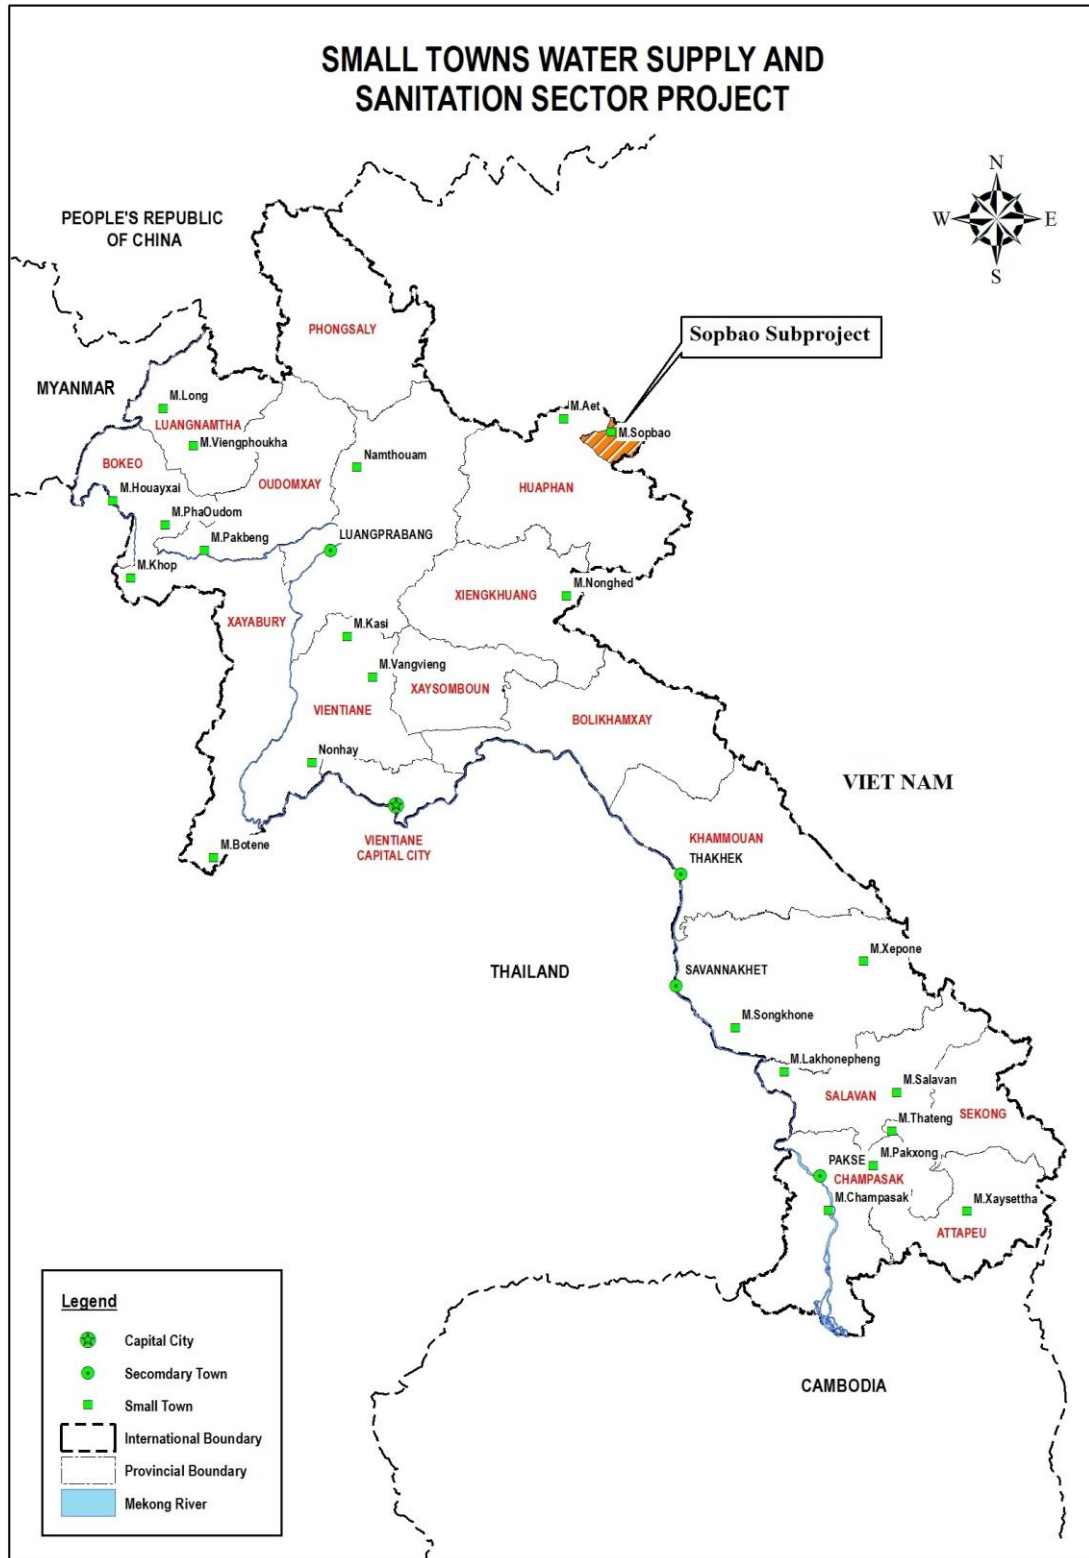 SMALL TOWNS WATER SUPPLY AND
SANITATION SECTOR PROJECT
N
W
E
S
PEOPLE'S REPUBLIC
OF CHINA
PHONGSALY
Sopbao Subproject
MYANMAR
M.Long
LUANGNAMTHA
M.Viengphoukha
M.Aet
M.Sopbao
BOKEO
Namthouam
OUDOMXAY
HUAPHAN
M.Houayxai
M.PhaOudom
LUANGPRABANG
M.Pakbeng
M.Khop
M.Nonghed
XIENGKHUANG
XAYABURY
M.Kasi
M.Vangvieng
XAYSOMBOUN
VIENTIANE
BOLIKHAMXAY
Nonhay
VIET NAM
VIENTIANE
CAPITAL CITY
M.Botene
KHAMMOUAN
THAKHEK
M.Xepone
THAILAND
SAVANNAKHET
M.Songkhone
M.Lakhonepheng
M.Salavan
SALAVAN
SEKONG
M.Thateng
M.Pakxong
PAKSE
CHAMPASAK
M.Champasak
M.Xaysettha
ATTAPEU
CAMBODIA
Legend
Capital City
Secomdary Town
Small Town
International Boundary
Provincial Boundary
Mekong River